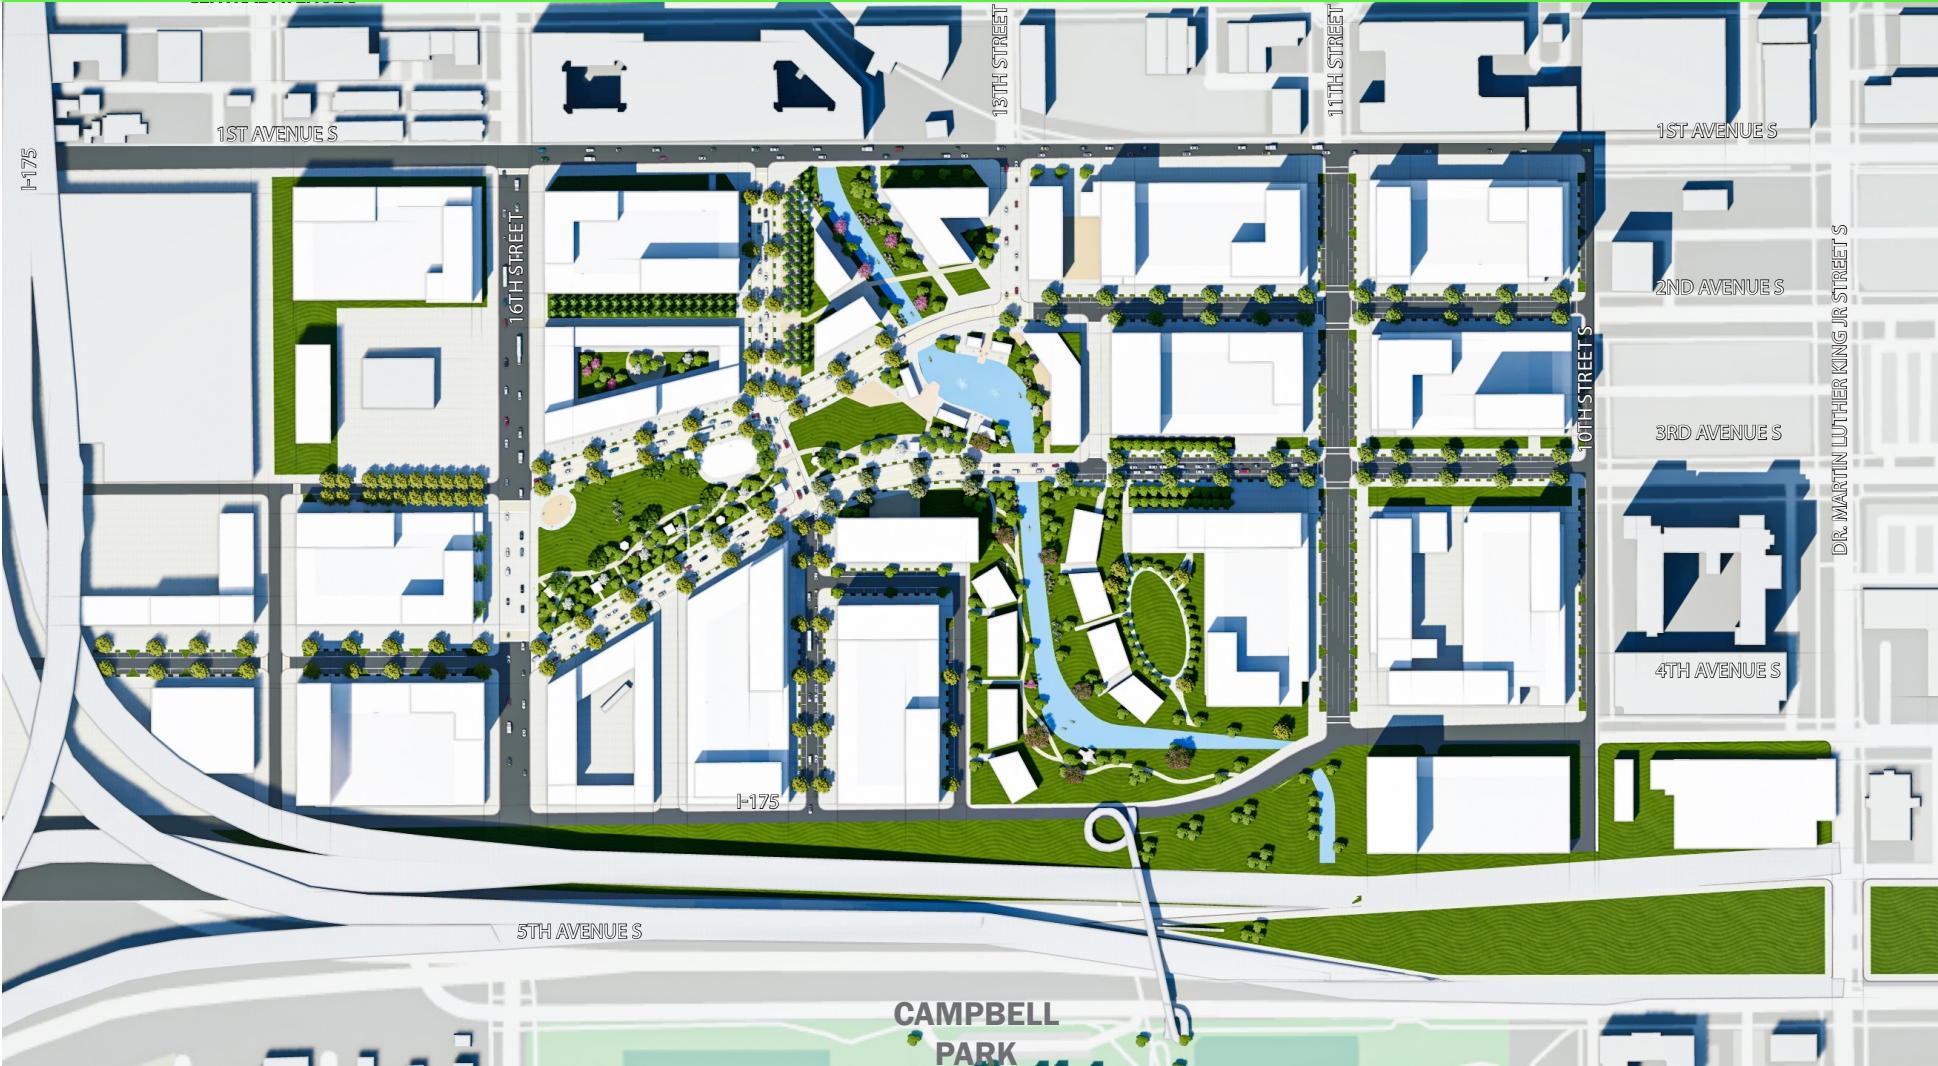 13TH STREET
11TH STREET
1ST AVENUE S
1ST AVENUE S
I-175
16TH STREET
2ND AVENUE S
DR. MARTIN LUTHER KING JR STREET S
10TH STREET S
3RD AVENUE S
4TH AVENUE S
I-175
5TH AVENUE S
CAMPBELL
PARK